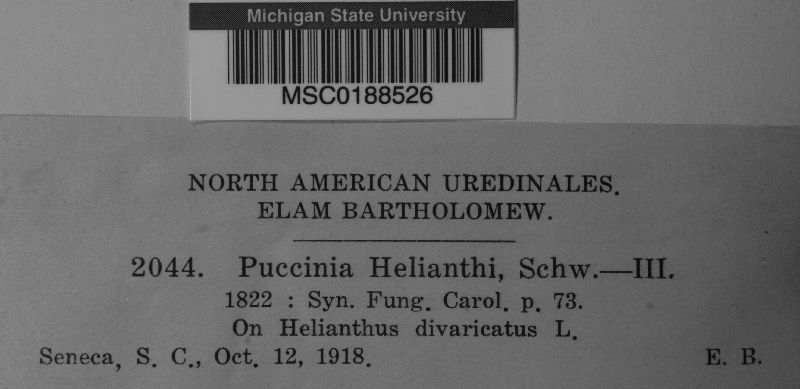 Michigan State University
MSC0188526
NORTH AMERICAN UREDINALES.
ELAM BARTHOLOMEW.
2044. Puccinia Helianthi, Schw.—III.
1822 : Syn. Fung. Carol. p. 73.
On Helianthus divaricatus L.
Seneca, S. C., Oct. 12, 1918. E. B.